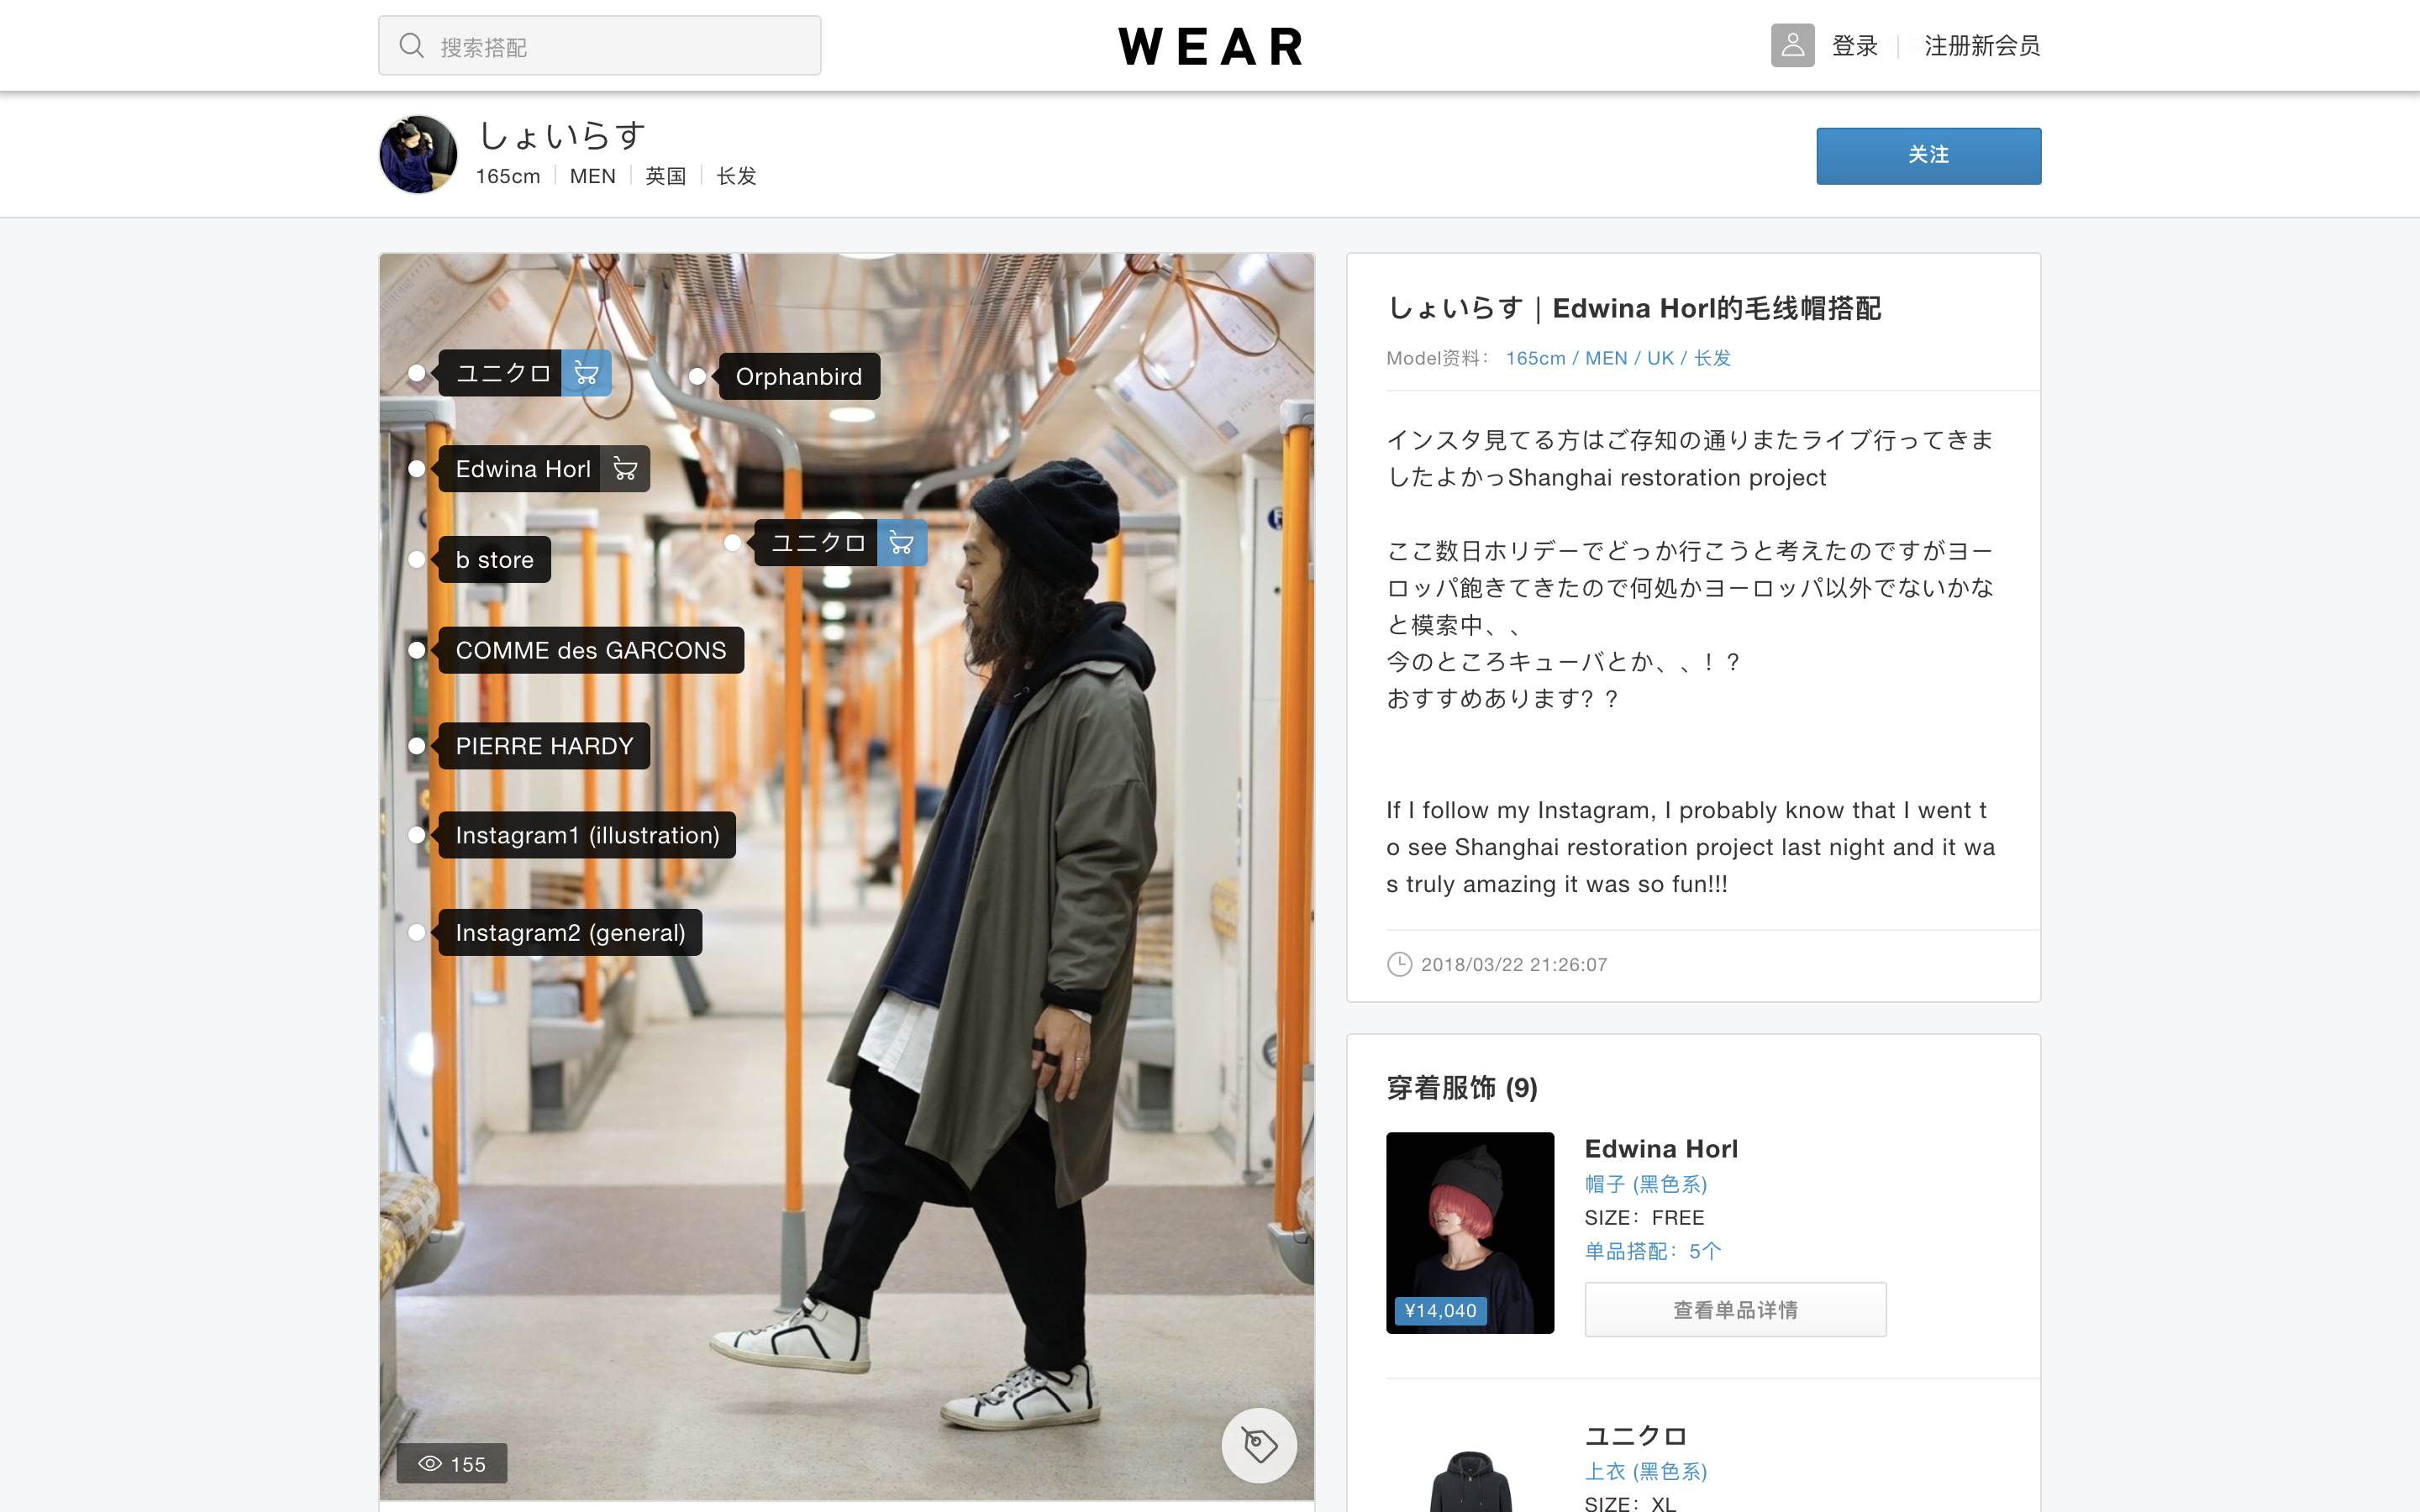 搜索搭配
WEAR
登录
注册新会员
しょいらす
165cm
MEN
英国
长发
关注
ユニクロ
Orphanbird
Edwina Horl
ユニクロ
b store
COMME des GARCONS
PIERRE HARDY
Instagram1 (illustration)
Instagram2 (general)
155
しょいらす｜Edwina Horl的毛线帽搭配
Model资料： 165cm / MEN / UK / 长发
インスタ見てる方はご存知の通りまたライブ行ってきま
したよかっShanghai restoration project
ここ数日ホリデーでどっか行こうと考えたのですがヨー
ロッパ飽きてきたので何処かヨーロッパ以外でないかな
と模索中、、
今のところキューバとか、、！？
おすすめあります？？
If I follow my Instagram, I probably know that I went t
o see Shanghai restoration project last night and it wa
s truly amazing it was so fun!!!
2018/03/22 21:26:07
穿着服饰 (9)
Edwina Horl
帽子 (黑色系)
SIZE：FREE
单品搭配：5个
¥14,040
查看单品详情
ユニクロ
上衣 (黑色系)
SIZE：XL